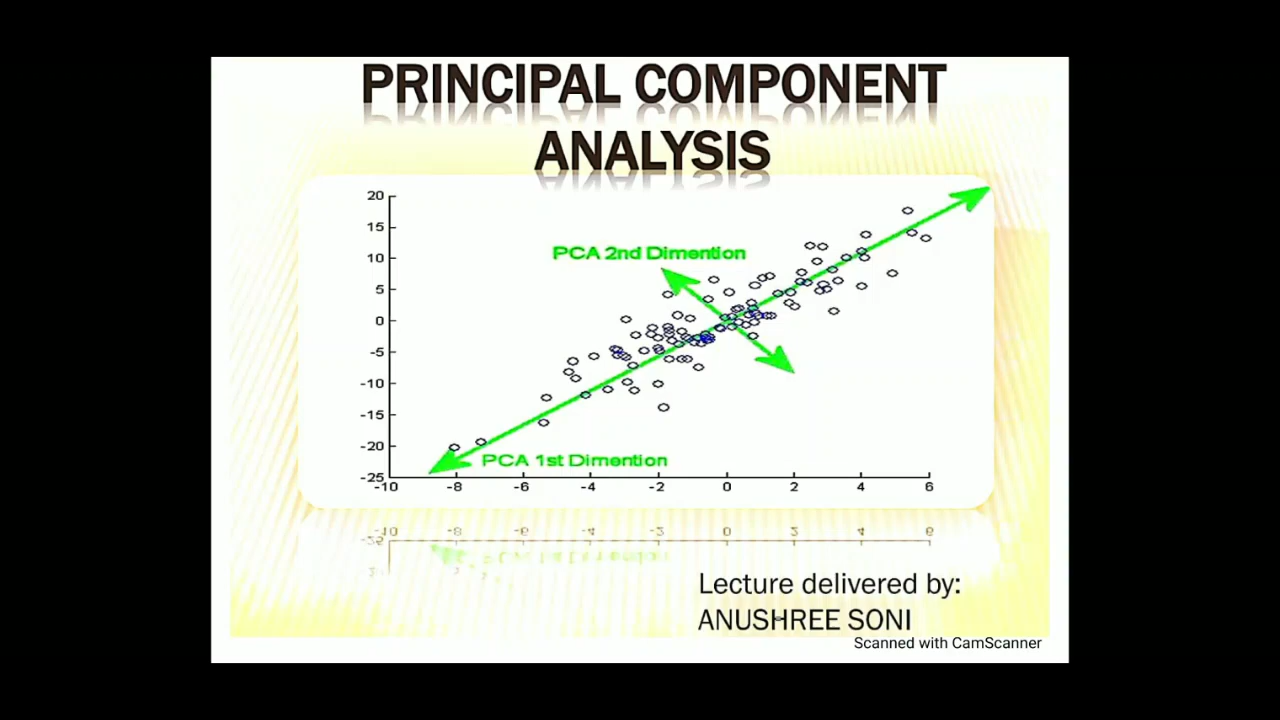 PRINCIPAL COMPONENT
ANALYSIS
20
15
10
5
0
-5
-10
-15
-20
-25
PCA 2nd Dimention
PCA 1st Dimention
-10 -8 -6 -4 -2 0 2 4 6
Lecture delivered by:
ANUSHREE SONI
Scanned with CamScanner